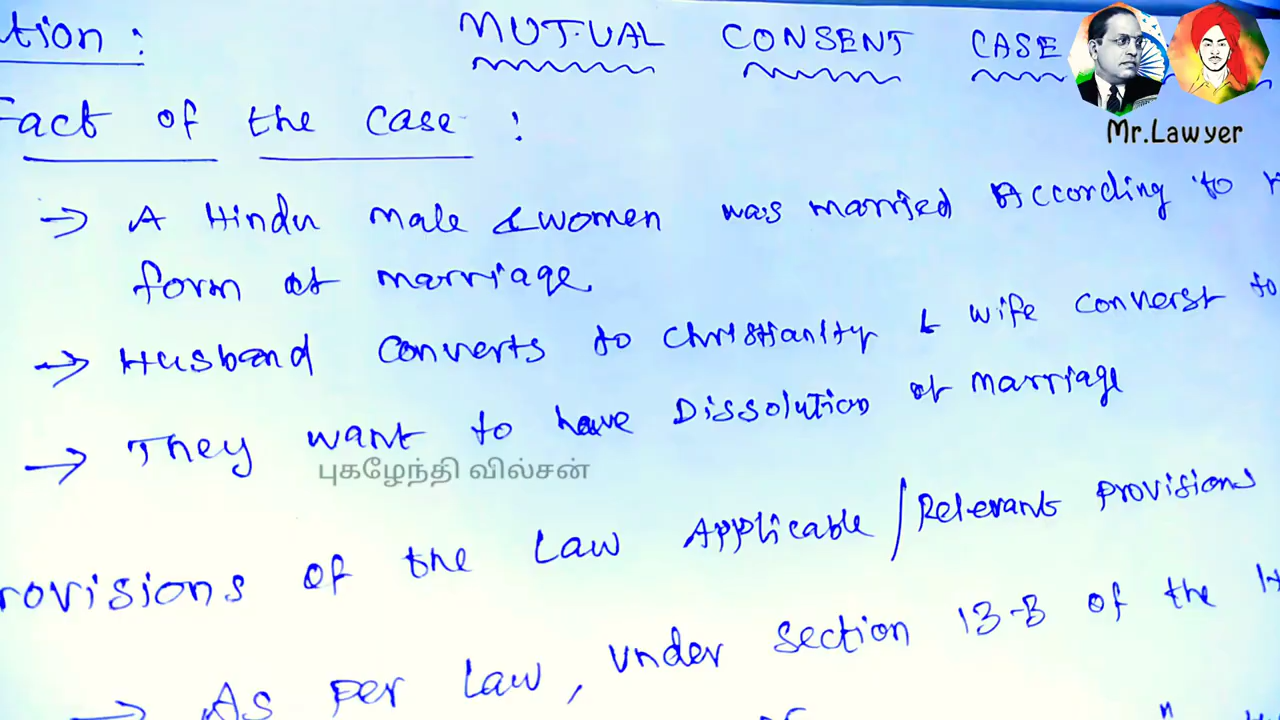 tion :
MUTUAL CONSENT CASE
Mr.Lawyer
Fact of the case :
→ A Hindu male & women was married According to
form of marriage
→ Husband converts to christianity & wife converst to
→ They want to have Dissolution of marriage
புகழேந்தி வில்சன்
rovisions of the Law Applicable / Relevant provisions
→ As per Law, under section 13-B of the H